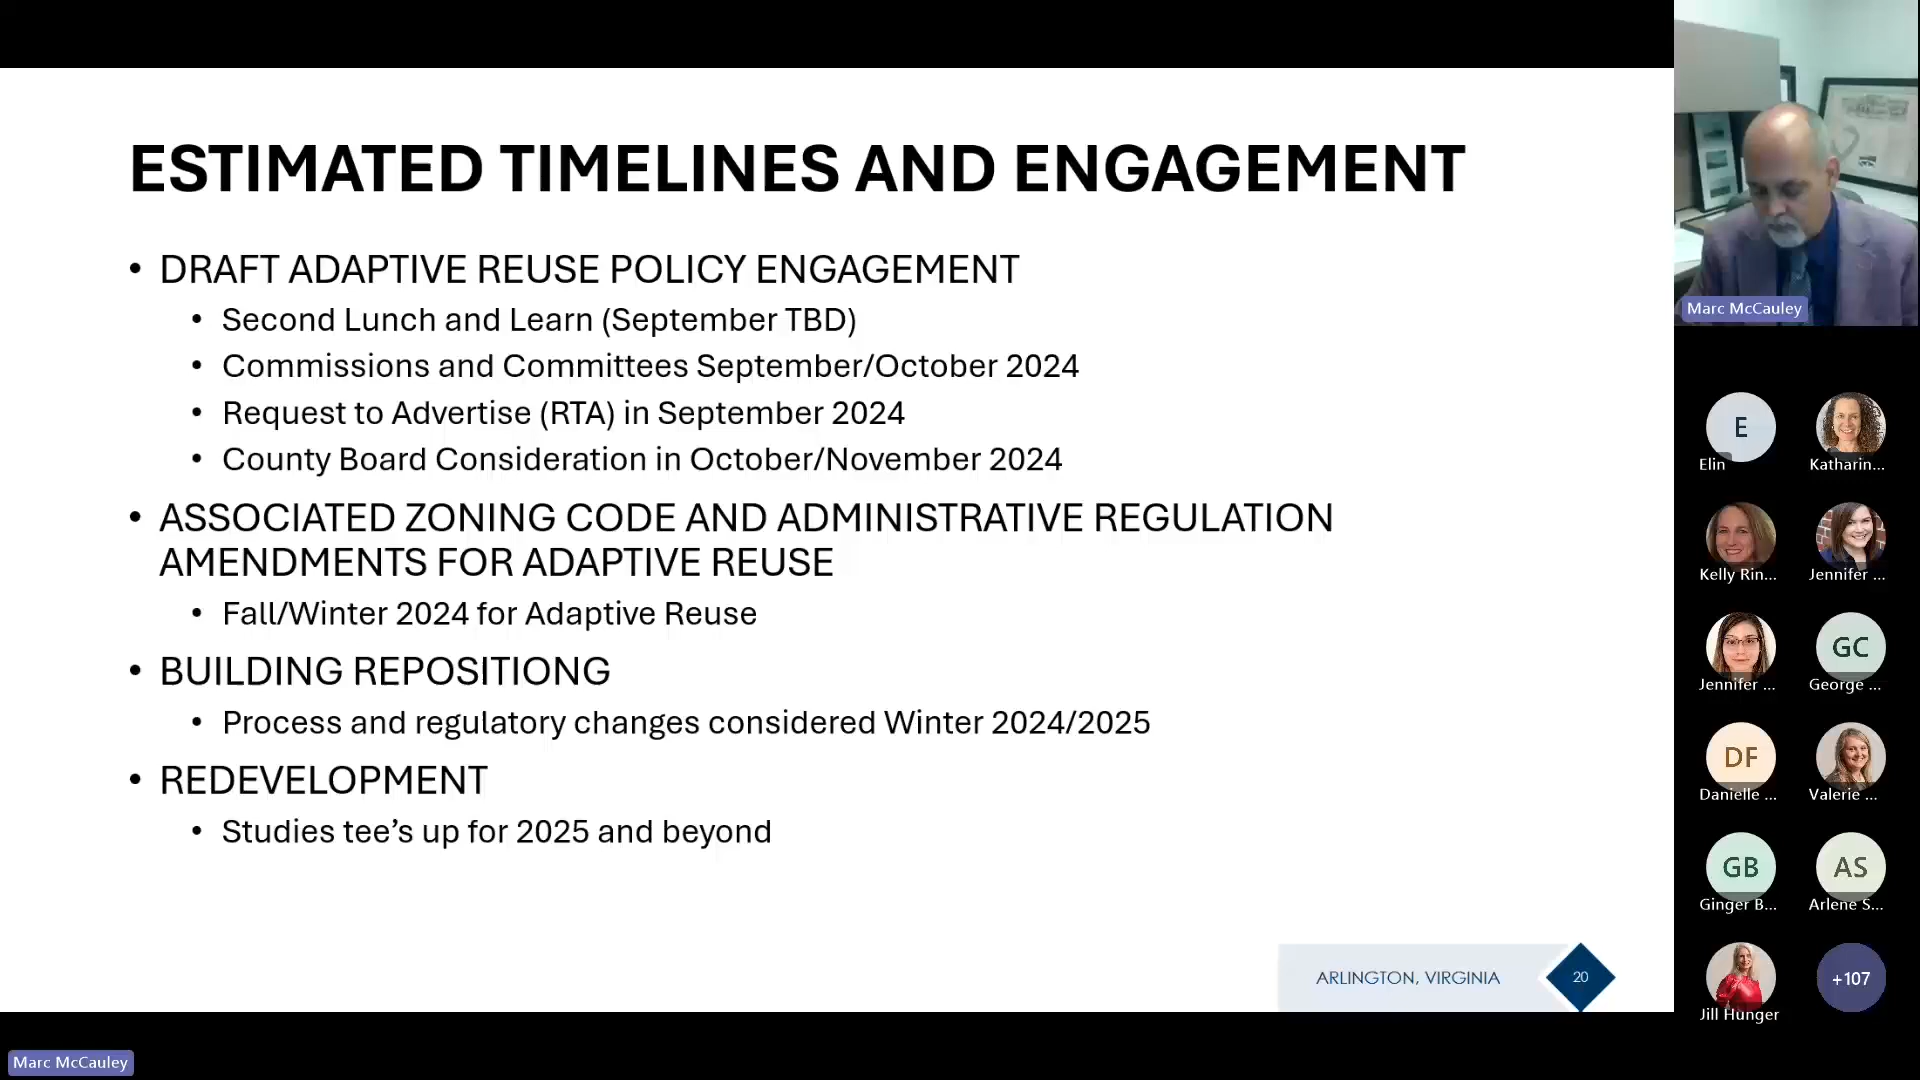 ESTIMATED TIMELINES AND ENGAGEMENT
• DRAFT ADAPTIVE REUSE POLICY ENGAGEMENT
• Second Lunch and Learn (September TBD)
• Commissions and Committees September/October 2024
• Request to Advertise (RTA) in September 2024
• County Board Consideration in October/November 2024
• ASSOCIATED ZONING CODE AND ADMINISTRATIVE REGULATION
AMENDMENTS FOR ADAPTIVE REUSE
• Fall/Winter 2024 for Adaptive Reuse
• BUILDING REPOSITIONG
• Process and regulatory changes considered Winter 2024/2025
• REDEVELOPMENT
• Studies tee’s up for 2025 and beyond
ARLINGTON, VIRGINIA
20
Marc McCauley
Marc McCauley
E
Elin
Katharin...
Kelly Rin...
Jennifer ...
Jennifer ...
GC
George ...
DF
Danielle ...
Valerie ...
GB
Ginger B...
AS
Arlene S...
Jill Hunger
+107